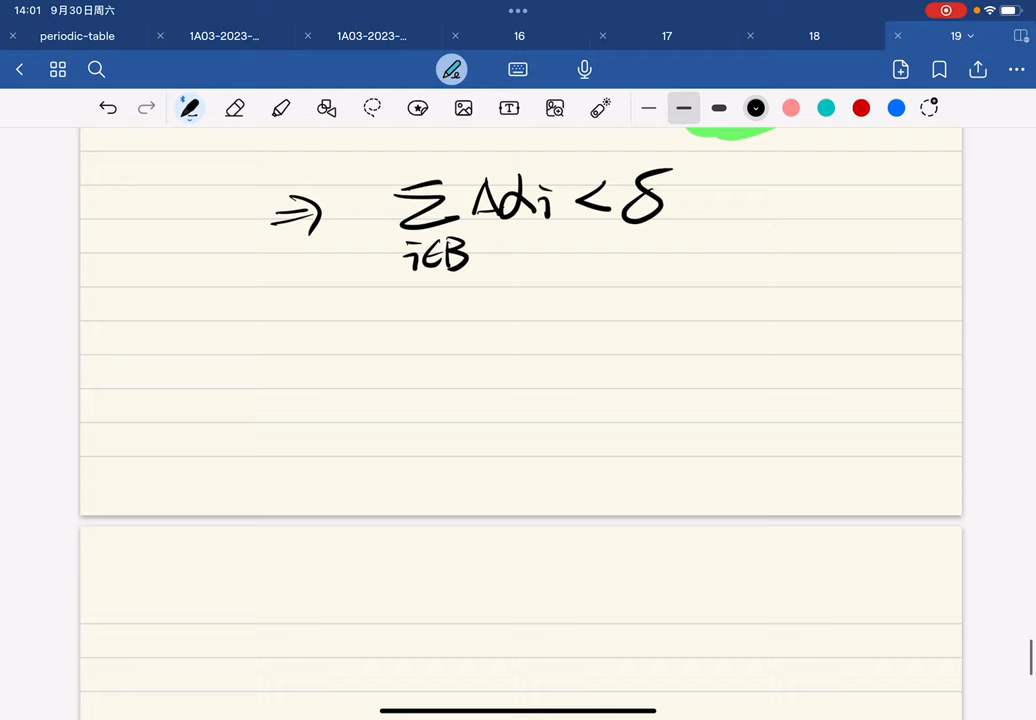 14:01 9月30日周六
periodic-table 1A03-2023-... 1A03-2023-... 16 17 18 19
⇒ Σ Δαi < δ
i∈B